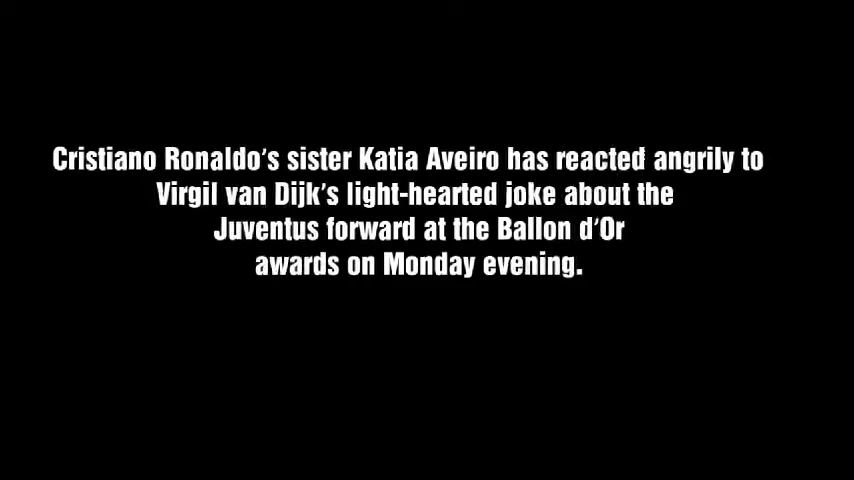 Cristiano Ronaldo's sister Katia Aveiro has reacted angrily to
Virgil van Dijk's light-hearted joke about the
Juventus forward at the Ballon d'Or
awards on Monday evening.